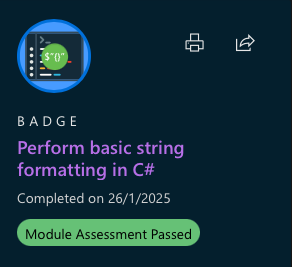 $"{}"
BADGE
Perform basic string
formatting in C#
Completed on 26/1/2025
Module Assessment Passed